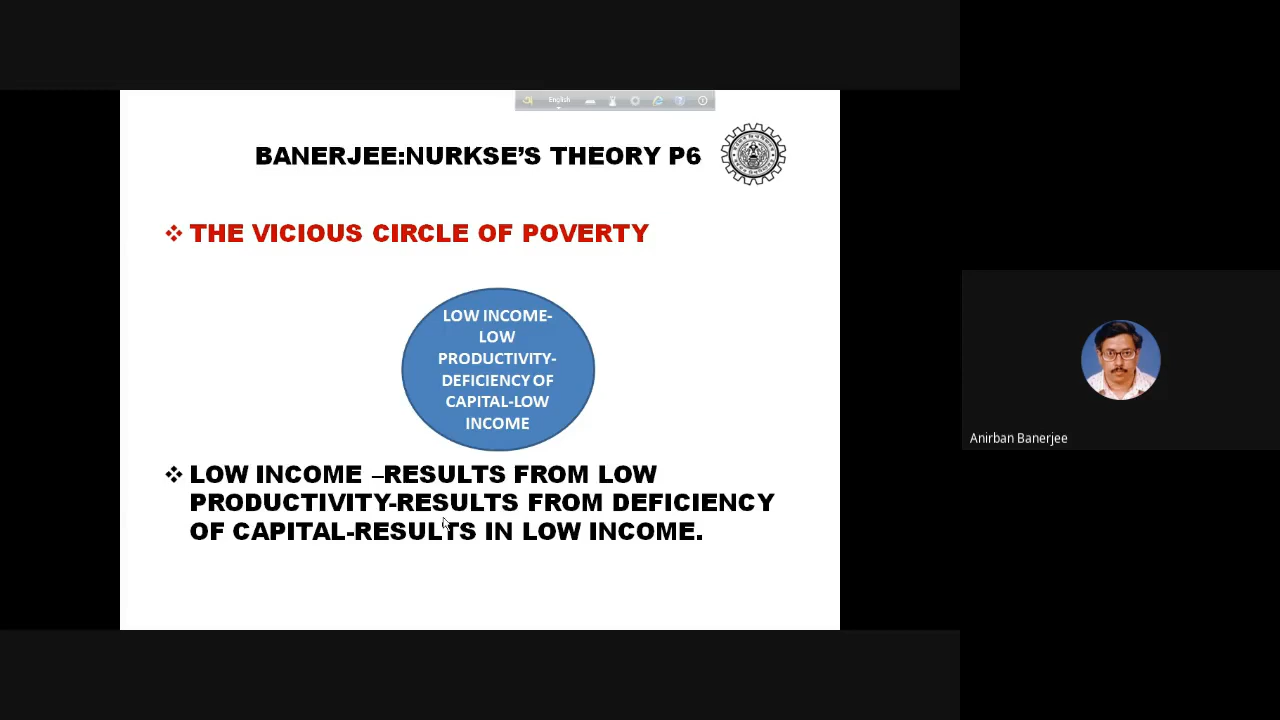 English
BANERJEE:NURKSE’S THEORY P6
❖ THE VICIOUS CIRCLE OF POVERTY
LOW INCOME-
LOW
PRODUCTIVITY-
DEFICIENCY OF
CAPITAL-LOW
INCOME
❖ LOW INCOME –RESULTS FROM LOW
PRODUCTIVITY-RESULTS FROM DEFICIENCY
OF CAPITAL-RESULTS IN LOW INCOME.
Anirban Banerjee